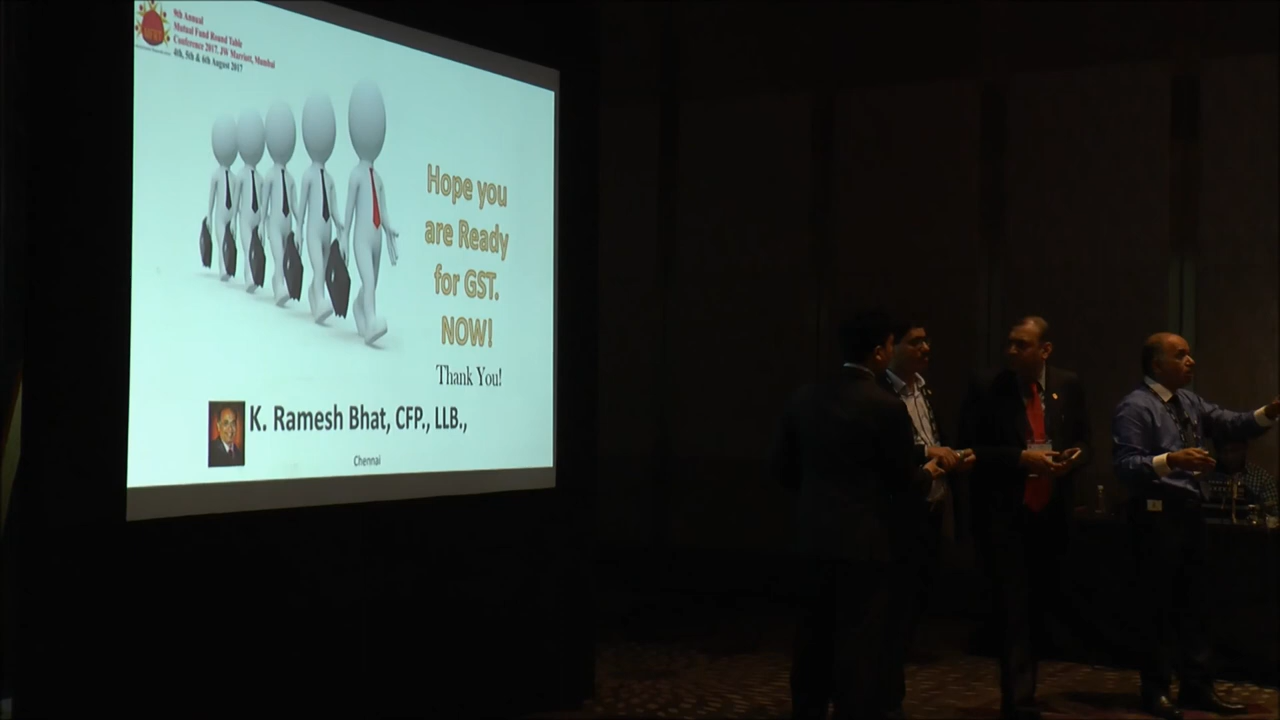 9th Annual
Mutual Fund Round Table
Conference 2017. JW Marriott, Mumbai
4th, 5th & 6th August 2017
Hope you
are Ready
for GST.
NOW!
Thank You!
K. Ramesh Bhat, CFP., LLB.,
Chennai